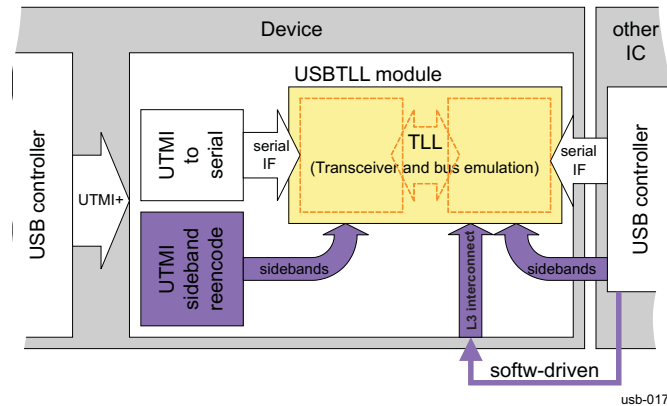 Device
other
IC
USBTLL module
USB controller
UTMI+
UTMI
to
serial
serial
IF
TLL
(Transceiver and bus emulation)
serial
IF
USB controller
UTMI
sideband
reencode
sidebands
L3 interconnect
sidebands
softw-driven
usb-017